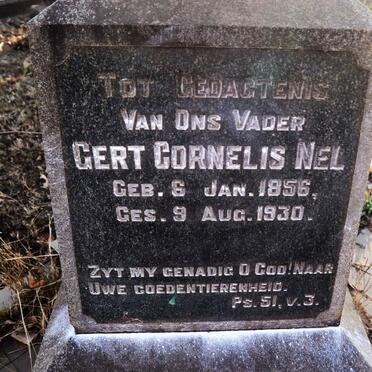 TOT GEDACTENIS
VAN ONS VADER
GERT CORNELIS NEL
GEB. 6 JAN. 1856,
GES. 9 AUG. 1930.
ZYT MY GENADIG O GOD! NAAR
UWE GOEDENTIERENHEID.
PS. 51, V. 3.